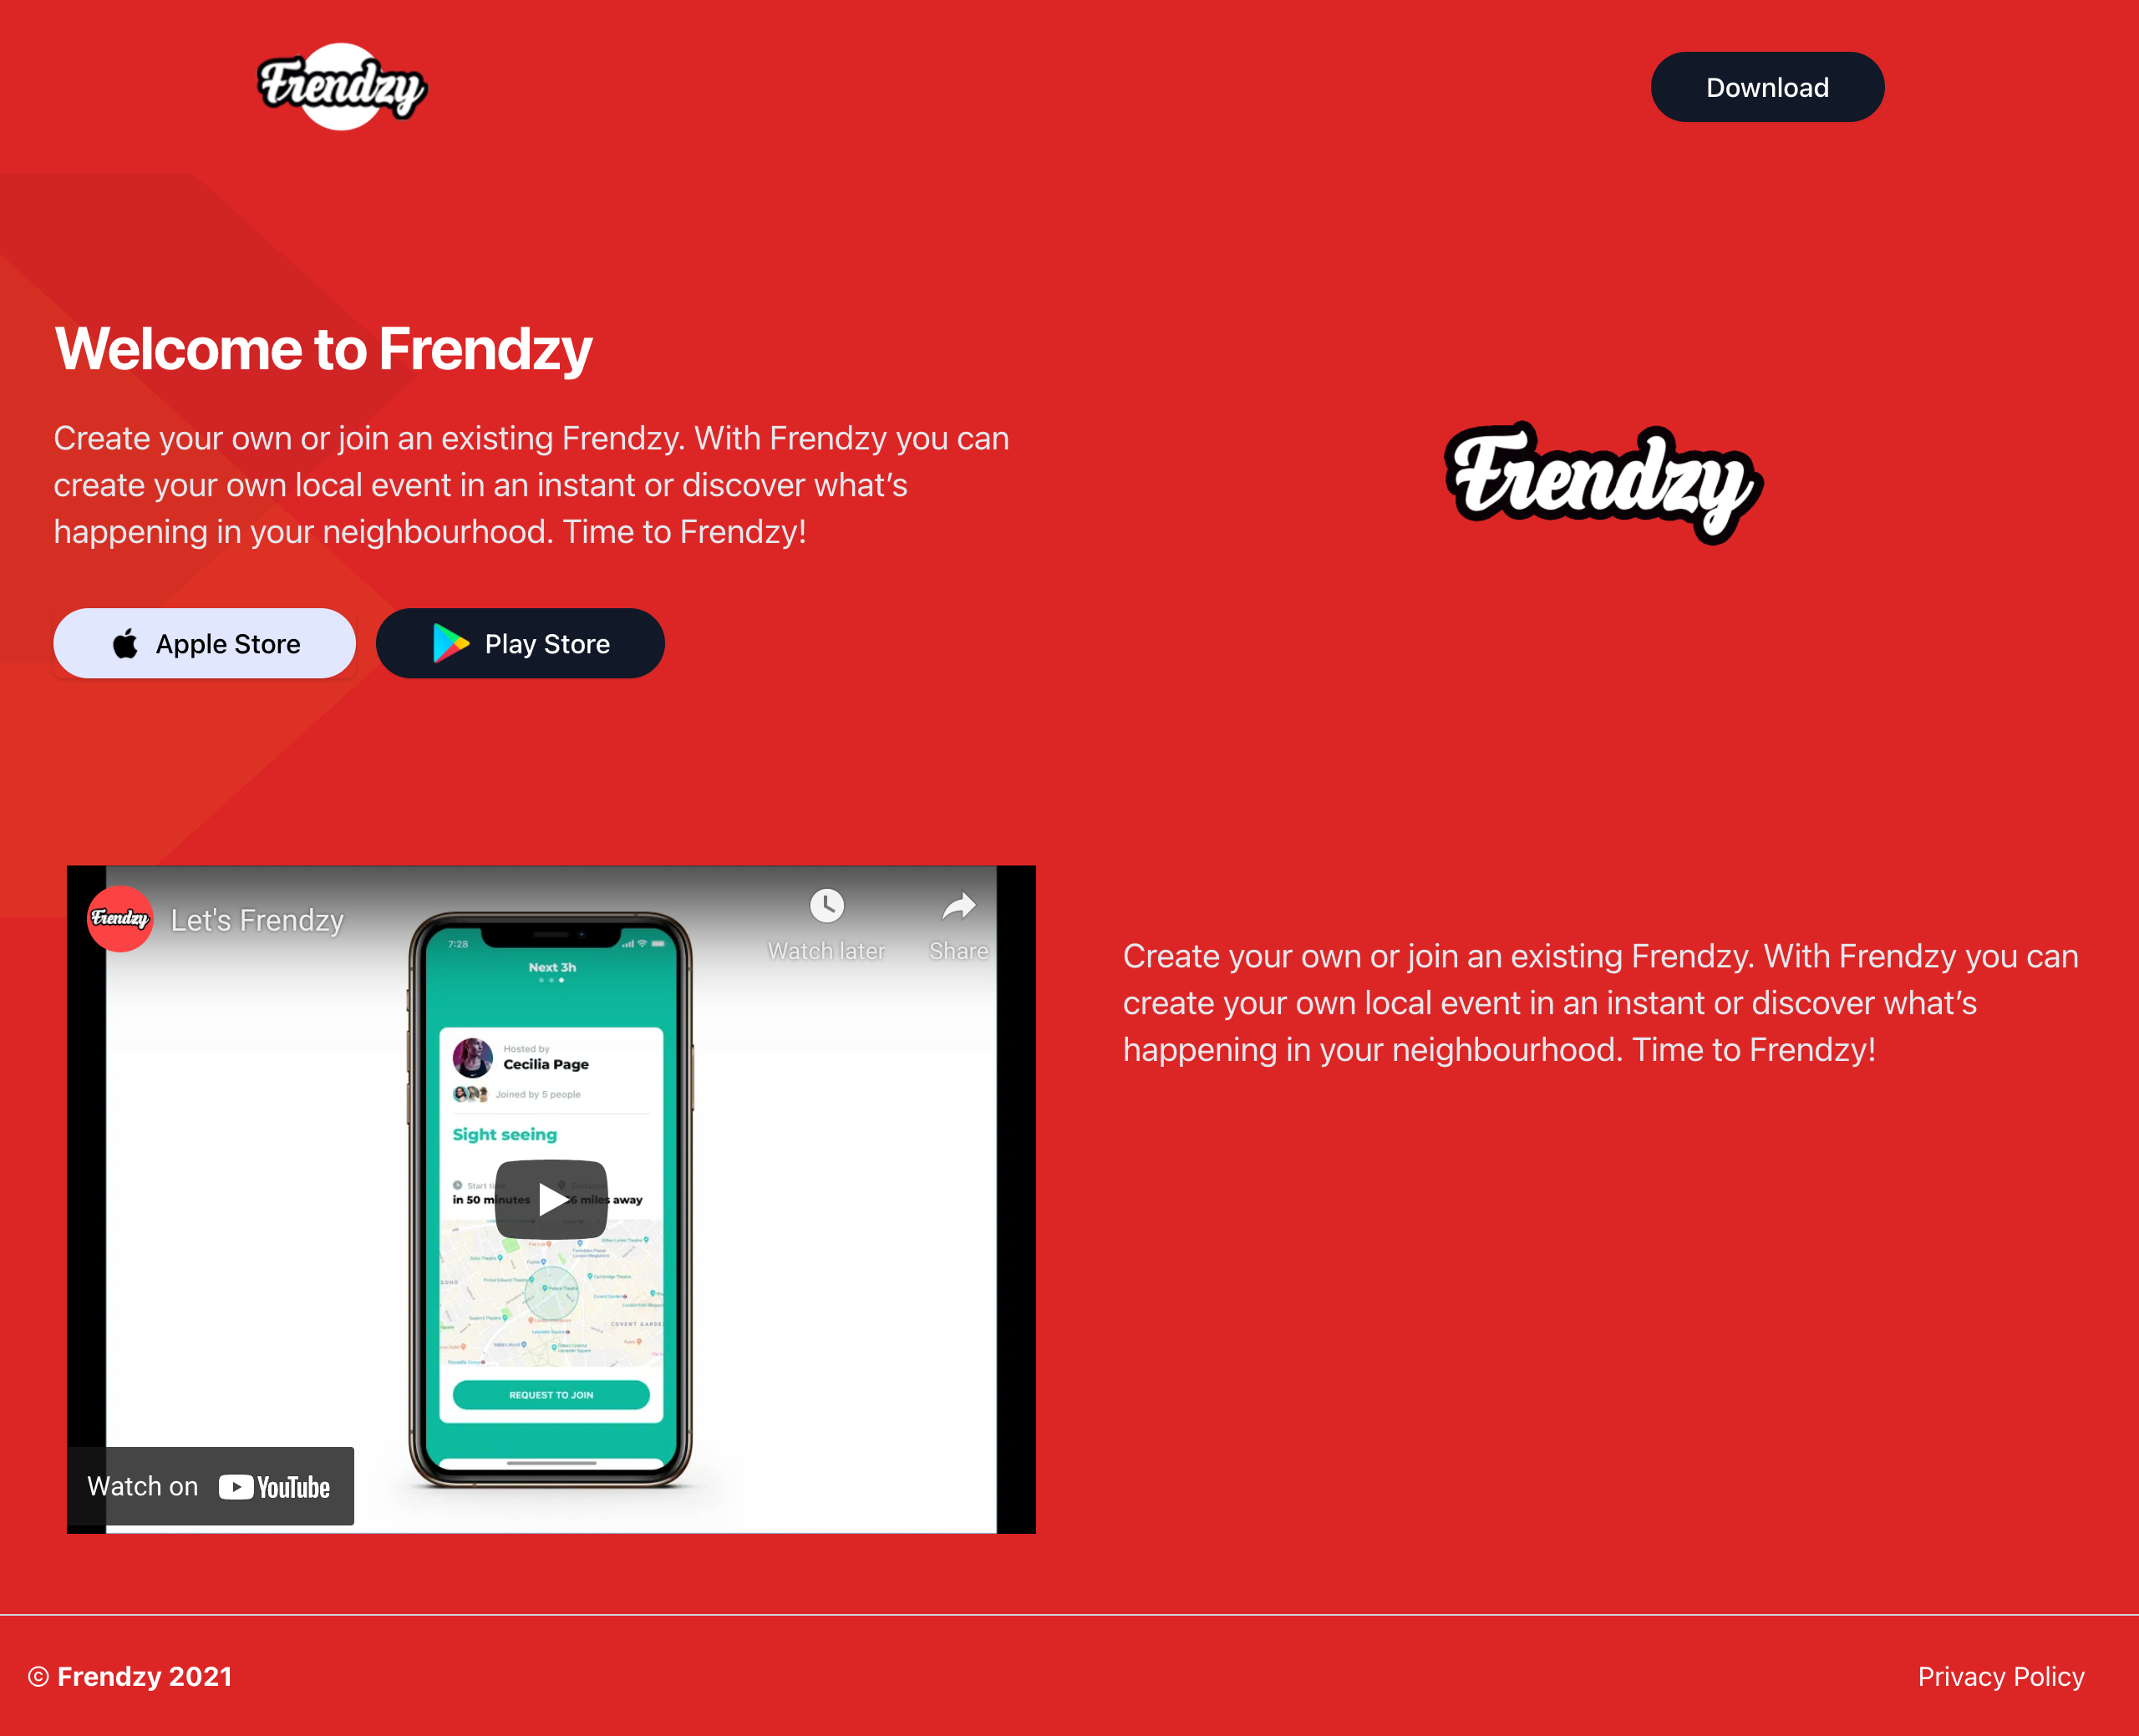 Frendzy
Download
Welcome to Frendzy
Create your own or join an existing Frendzy. With Frendzy you can
create your own local event in an instant or discover what's
happening in your neighbourhood. Time to Frendzy!
Frendzy
Apple Store
Play Store
Frendzy
Let's Frendzy
Watch later
Share
7:28
Next 3h
Hosted by
Cecilia Page
Joined by 5 people
Sight seeing
Start
in 50 minutes
miles away
COVENT
REQUEST TO JOIN
Watch on YouTube
Create your own or join an existing Frendzy. With Frendzy you can
create your own local event in an instant or discover what's
happening in your neighbourhood. Time to Frendzy!
© Frendzy 2021
Privacy Policy